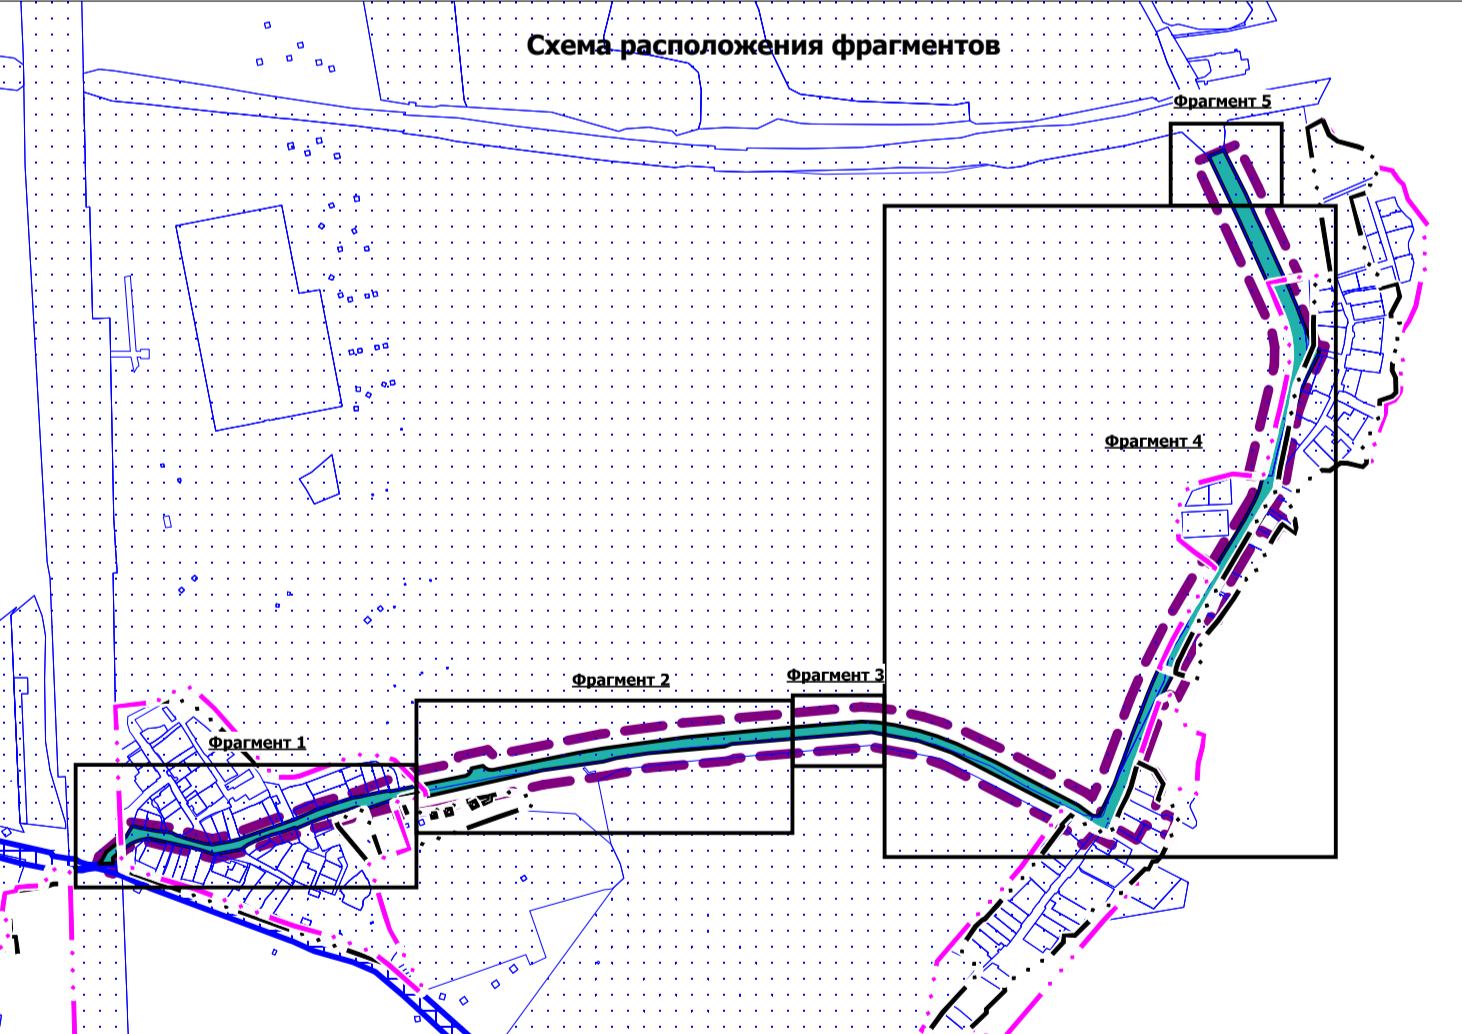 Схема расположения фрагментов
Фрагмент 5
Фрагмент 4
Фрагмент 3
Фрагмент 2
Фрагмент 1